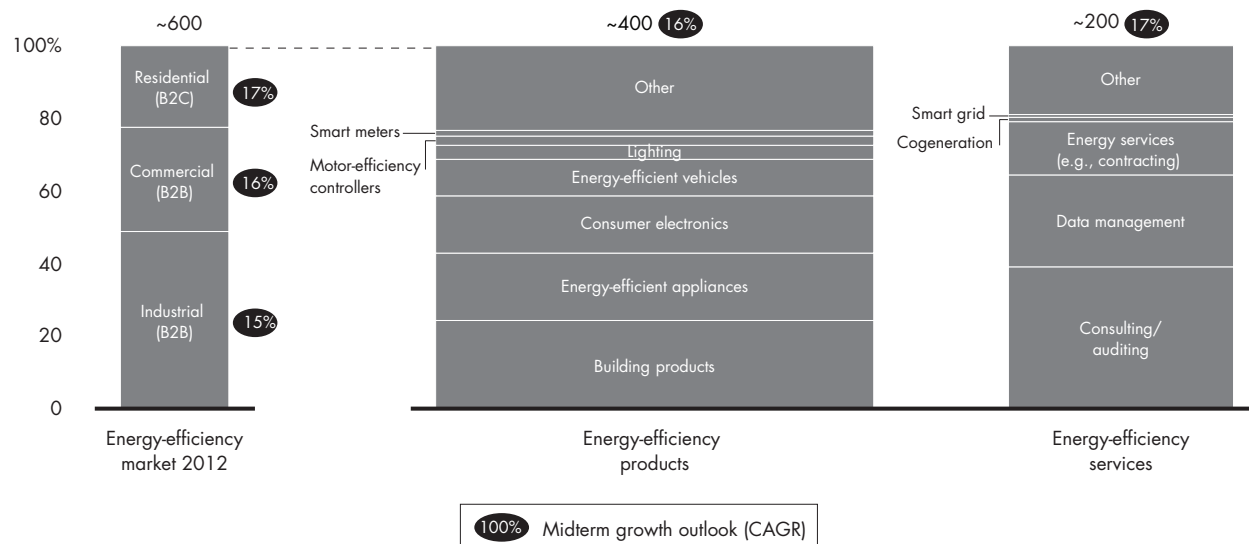 ~600
~400 16%
~200 17%
100%
80
60
40
20
0
Residential
(B2C)
17%
Commercial
(B2B)
16%
Industrial
(B2B)
15%
Energy-efficiency
market 2012
Other
Smart meters
Motor-efficiency
controllers
Lighting
Energy-efficient vehicles
Consumer electronics
Energy-efficient appliances
Building products
Energy-efficiency
products
Other
Smart grid
Cogeneration
Energy services
(e.g., contracting)
Data management
Consulting/
auditing
Energy-efficiency
services
100% Midterm growth outlook (CAGR)